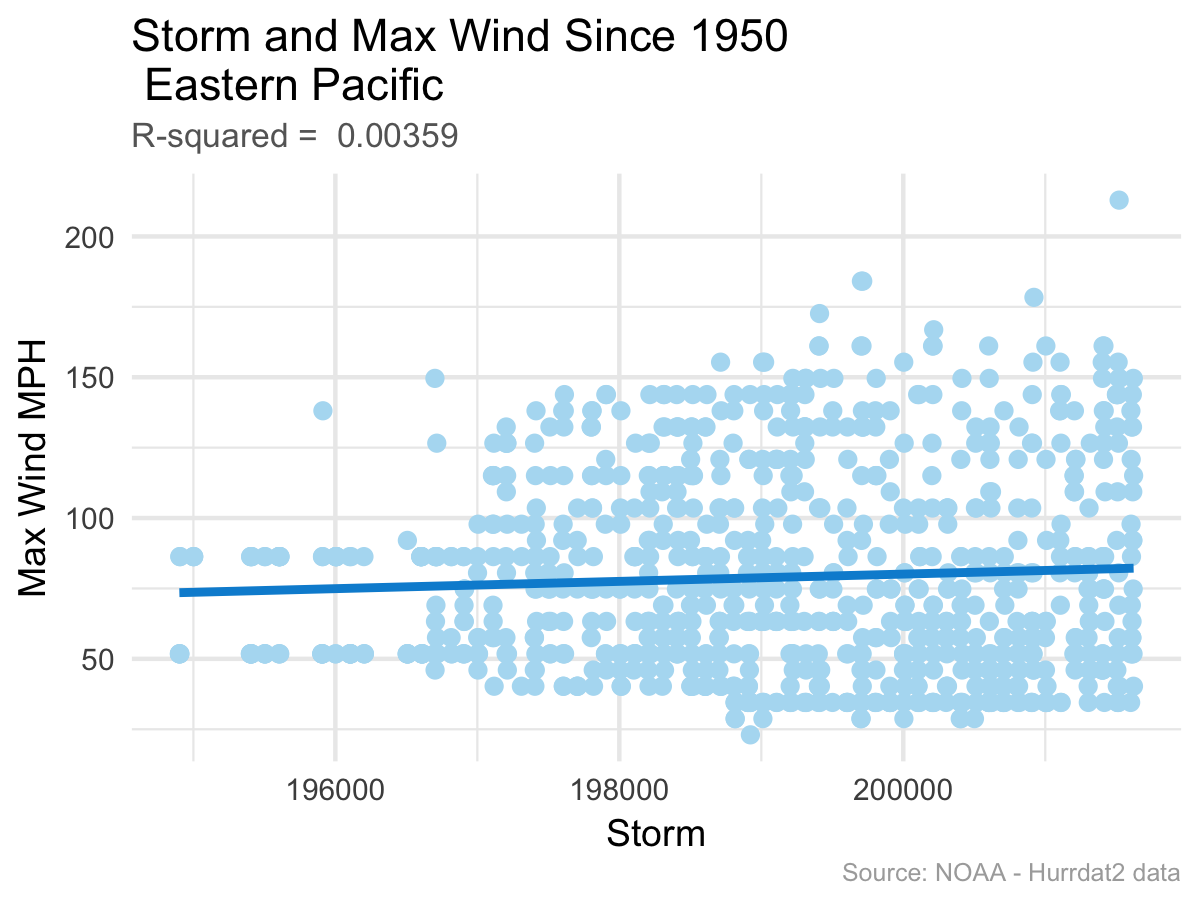 Storm and Max Wind Since 1950
Eastern Pacific
R-squared = 0.00359
Max Wind MPH
200
150
100
50
196000
198000
200000
Storm
Source: NOAA - Hurrdat2 data